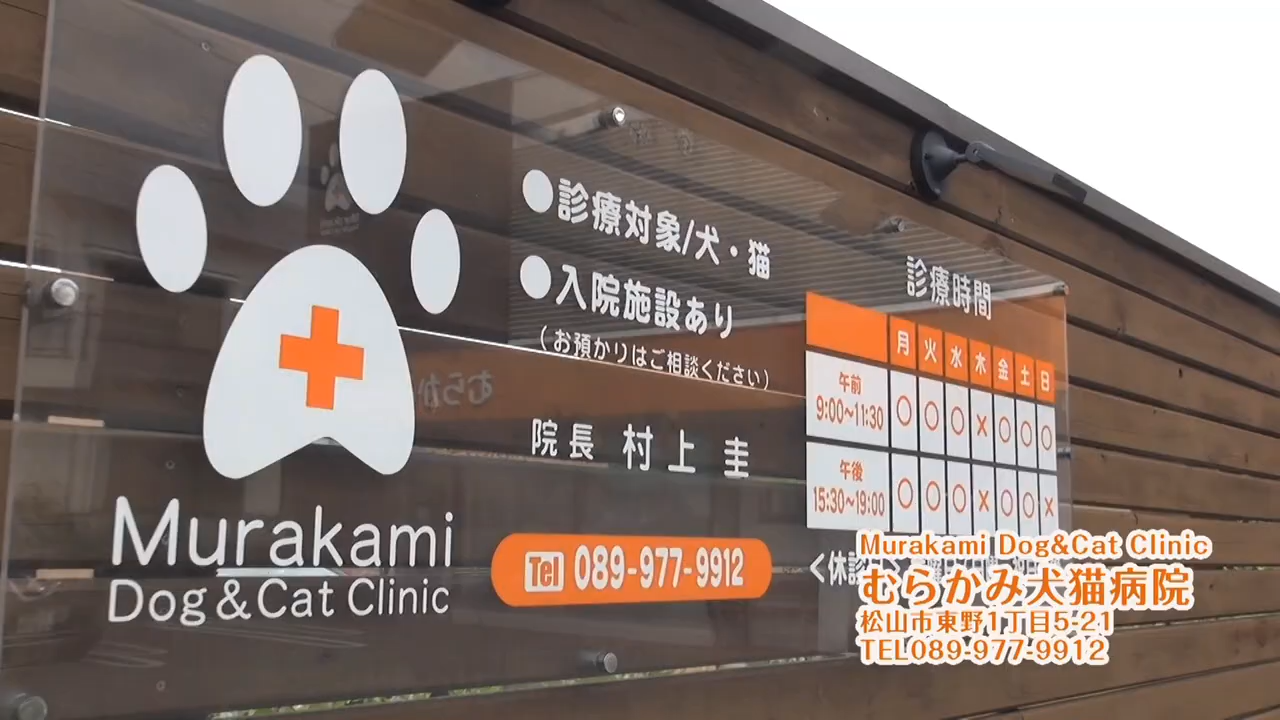 ●診療対象/犬・猫
●入院施設あり
(お預かりはご相談ください)
院長 村上 圭
Tel 089-977-9912
Murakami
Dog&Cat Clinic
診療時間
月 火 水 木 金 土 日
午前 9:00~11:30 ○ ○ ○ × ○ ○ ○
午後 15:30~19:00 ○ ○ ○ × ○ ○ ×
<休診
Murakami Dog&Cat Clinic
むらかみ犬猫病院
松山市東野1丁目5-21
TEL089-977-9912